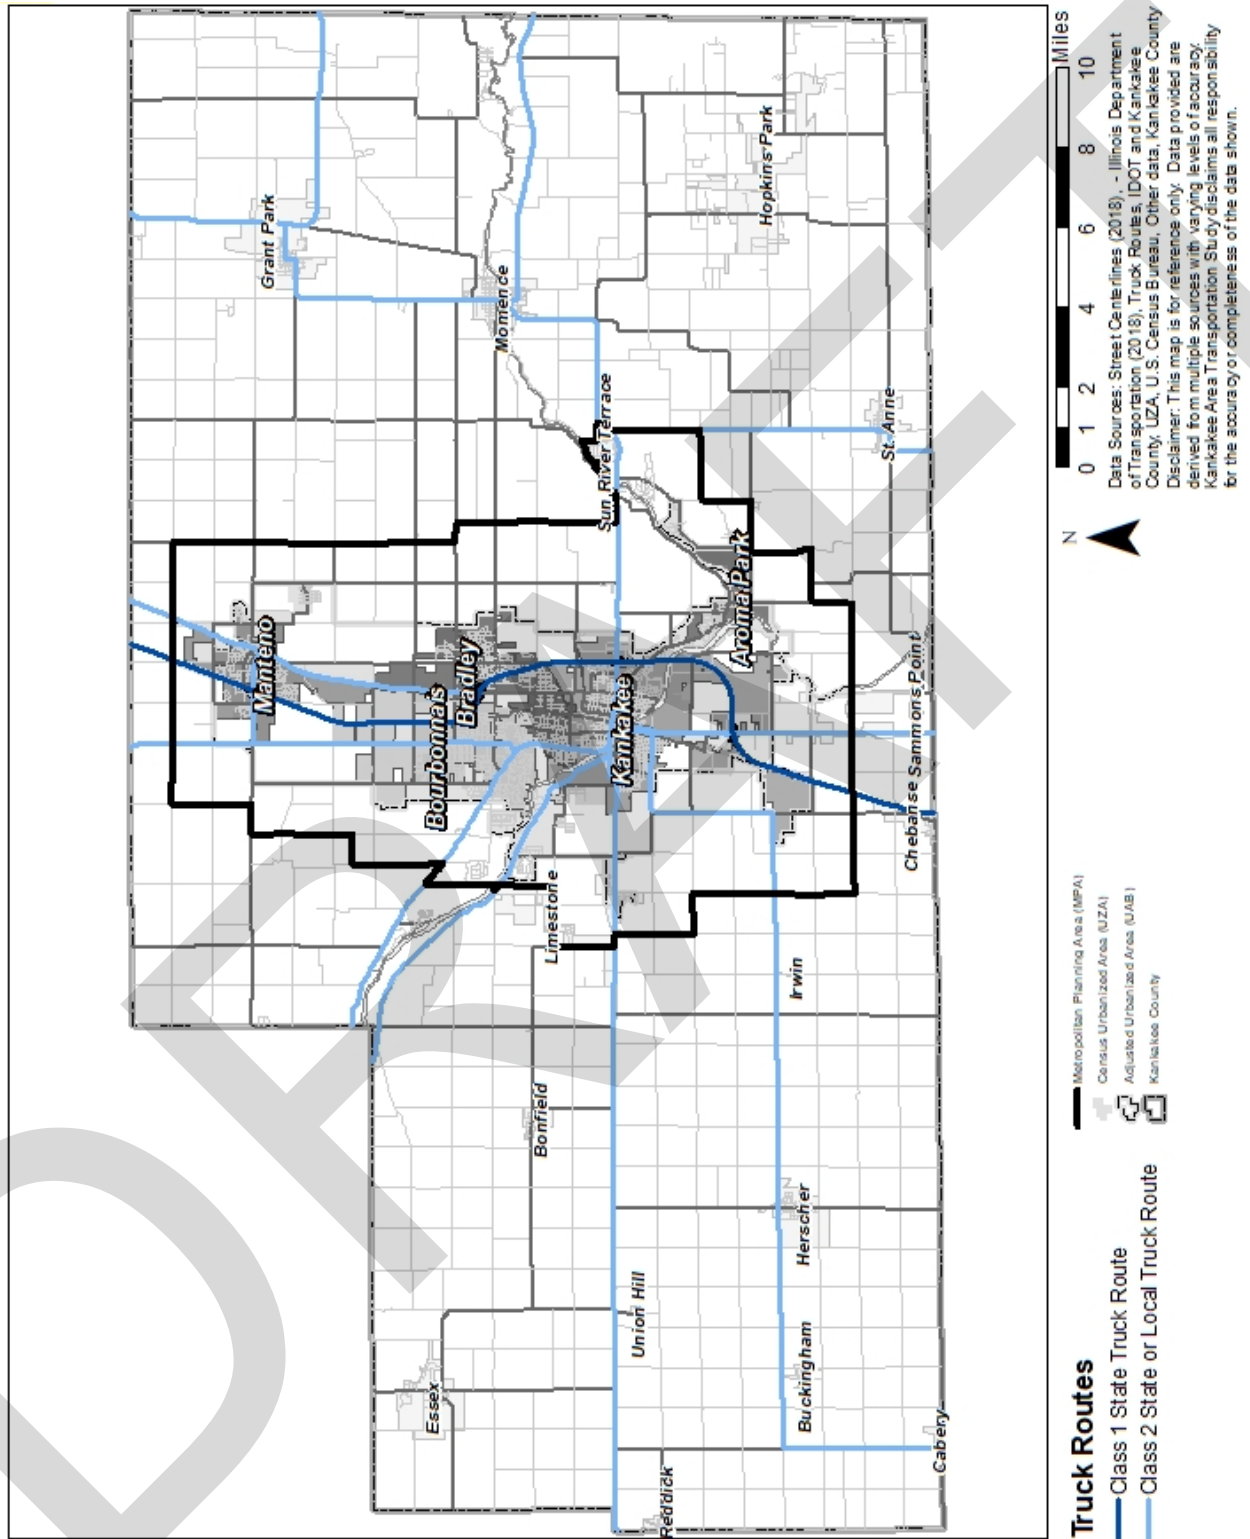 Grant Park
Momence
Hopkins Park
Sun River Terrace
St. Anne
Manteno
Bourbonnais
Bradley
Kankakee
Aroma Park
Limestone
Irwin
Chebanse
Sammons Point
Bonfield
Herscher
Essex
Union Hill
Buckingham
Reddick
Cabery
DRAFT
Truck Routes
Class 1 State Truck Route
Class 2 State or Local Truck Route
Metropolitan Planning Area (MPA)
Census Urbanized Area (UZA)
Adjusted Urbanized Area (UAB)
Kankakee County
N
0 1 2 4 6 8 10
Miles
Data Sources: Street Centerlines (2018), - Illinois Department
of Transportation (2018), Truck Routes, IDOT and Kankakee
County, UZA, U.S. Census Bureau, Other data, Kankakee County
Disclaimer: This map is for reference only. Data provided are
derived from multiple sources with varying levels of accuracy.
Kankakee Area Transportation Study disclaims all responsibility
for the accuracy or completeness of the data shown.